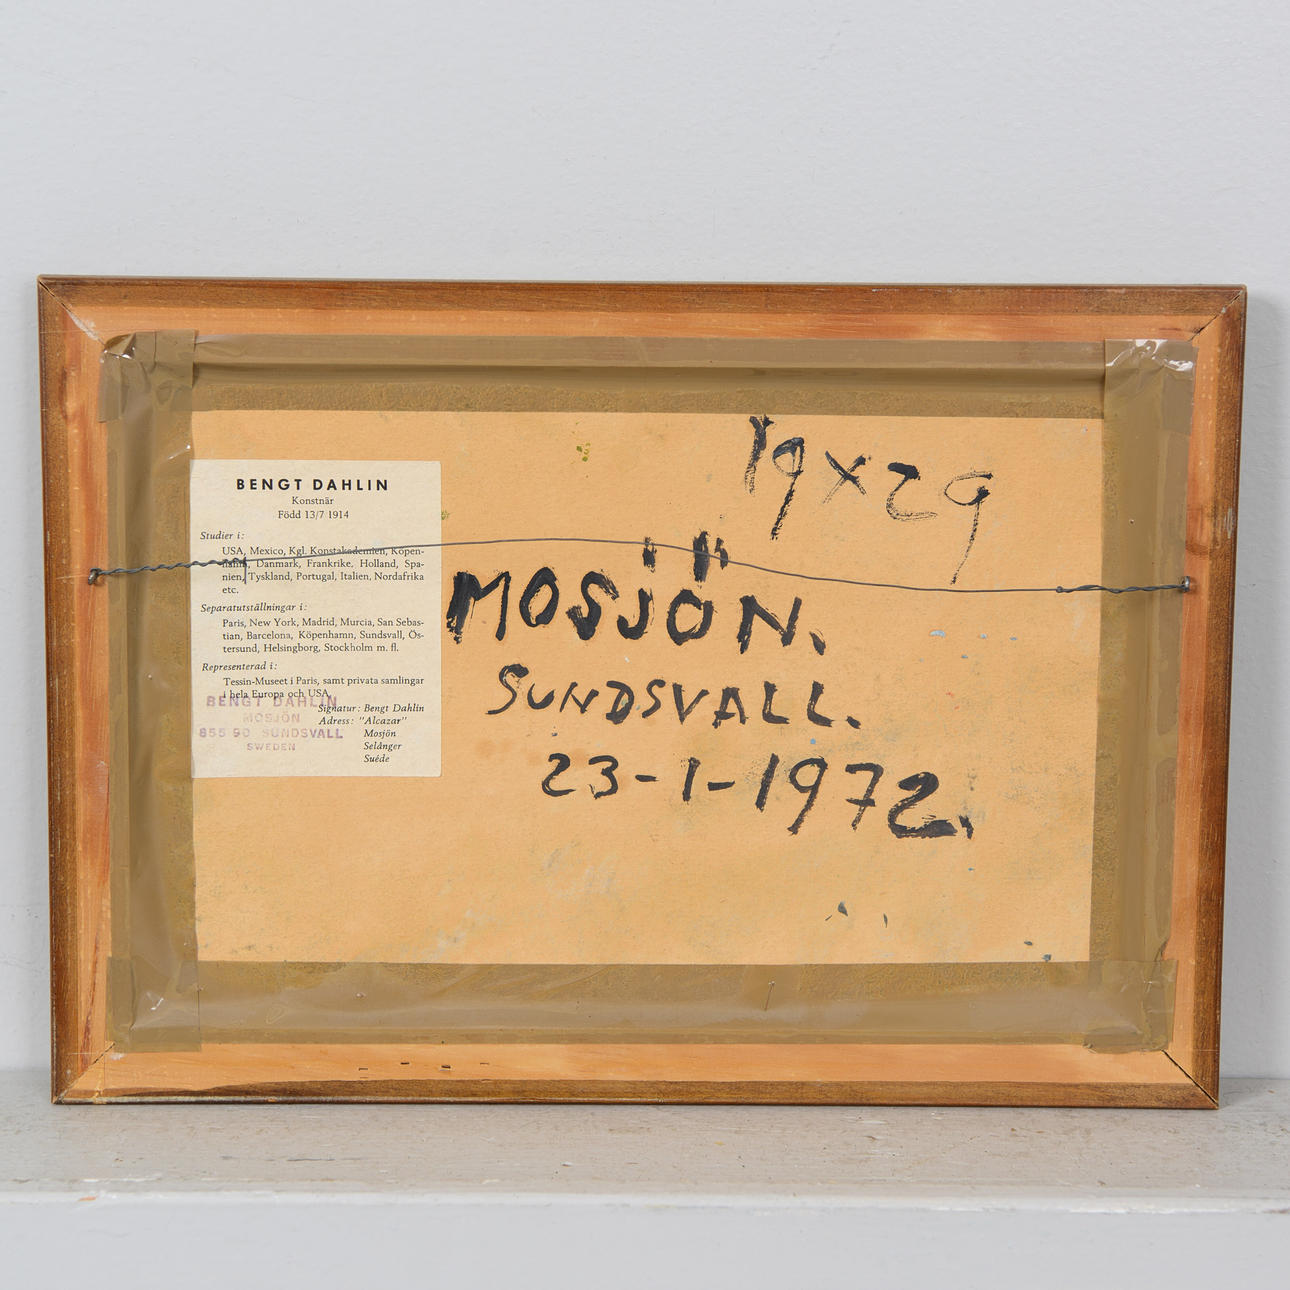 BENGT DAHLIN
Konstnär
Född 13/7 1914
Studier i:
USA, Mexico, Kgl. Konstakademien, Köpen-
hamn, Danmark, Frankrike, Holland, Spa-
nien, Tyskland, Portugal, Italien, Nordafrika
etc.
Separatutställningar i:
Paris, New York, Madrid, Murcia, San Sebas-
tian, Barcelona, Köpenhamn, Sundsvall, Ös-
tersund, Helsingborg, Stockholm m. fl.
Representerad i:
Tessin-Museet i Paris, samt privata samlingar
i hela Europa och USA.
Signatur: Bengt Dahlin
Adress: "Alcazar"
Mosjön
Selånger
Suéde
BENGT DAHLIN
MOSJÖN
855 90 SUNDSVALL
SWEDEN
19x29
MOSJÖN.
SUNDSVALL.
23-1-1972.